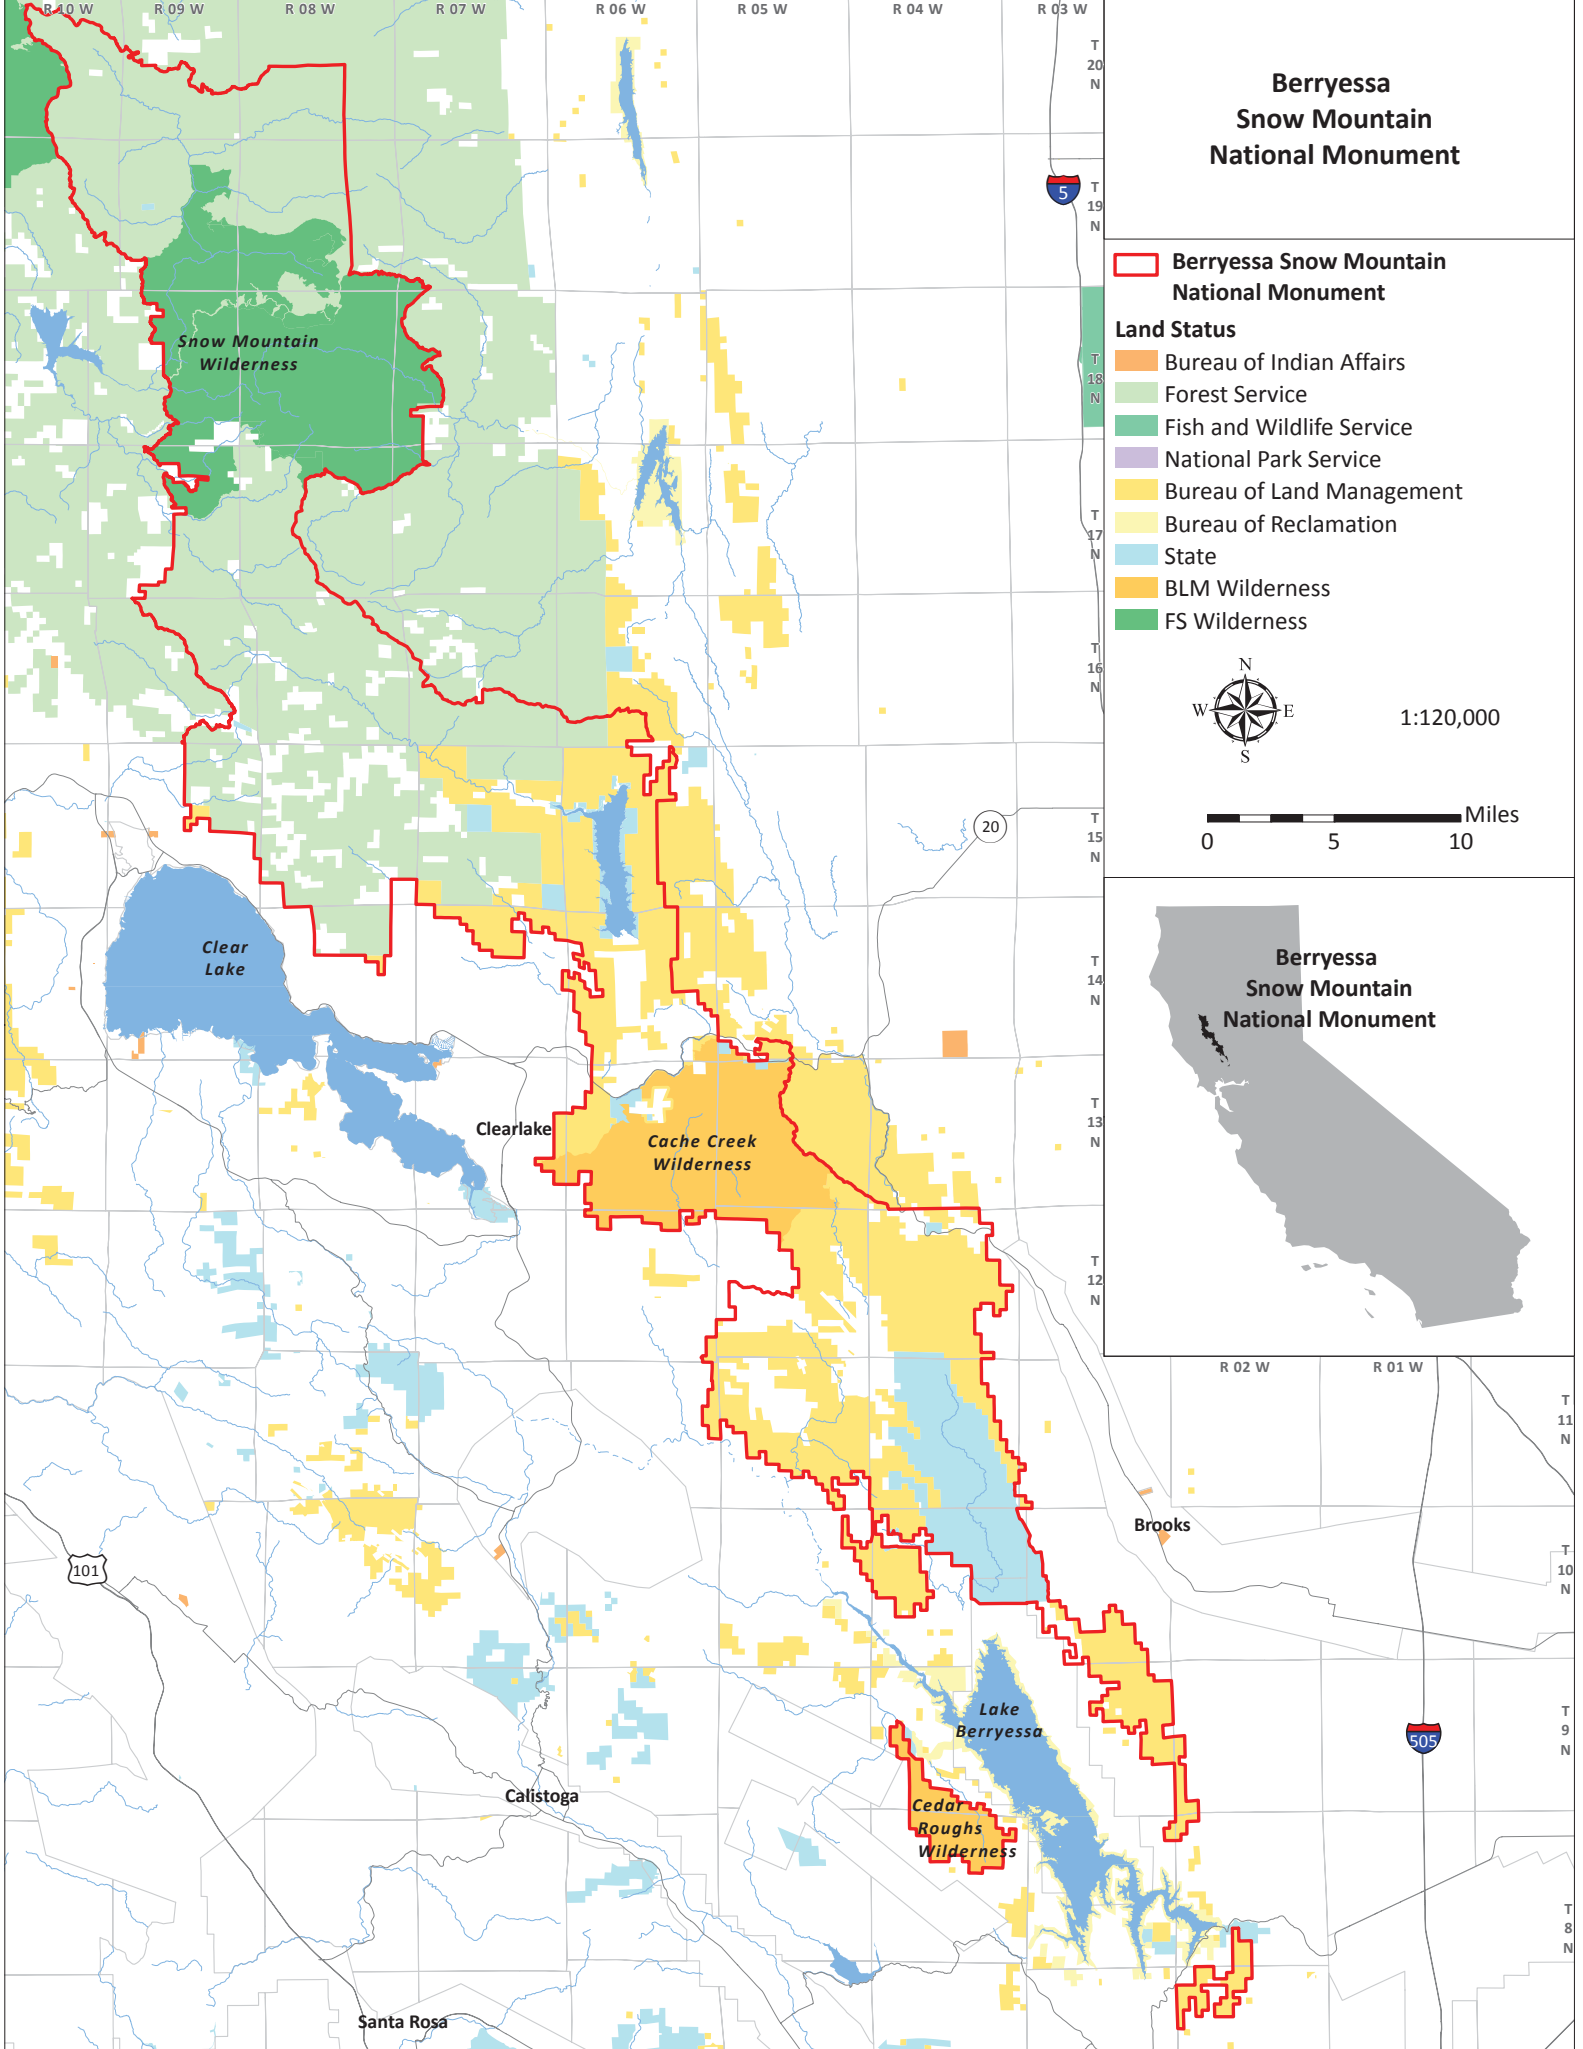 R 10 W
R 09 W
R 08 W
R 07 W
R 06 W
R 05 W
R 04 W
R 03 W
Berryessa
Snow Mountain
National Monument
T
20
N
5
T
19
N
Berryessa Snow Mountain
National Monument
Land Status
Bureau of Indian Affairs
Forest Service
Fish and Wildlife Service
National Park Service
Bureau of Land Management
Bureau of Reclamation
State
BLM Wilderness
FS Wilderness
Snow Mountain
Wilderness
T
18
N
T
17
N
T
16
N
N
W
E
S
1:120,000
Miles
0
5
10
20
T
15
N
Clear
Lake
T
14
N
Berryessa
Snow Mountain
National Monument
Clearlake
Cache Creek
Wilderness
T
13
N
T
12
N
R 02 W
R 01 W
T
11
N
Brooks
101
T
10
N
Lake
Berryessa
505
T
9
N
Calistoga
Cedar
Roughs
Wilderness
T
8
N
Santa Rosa